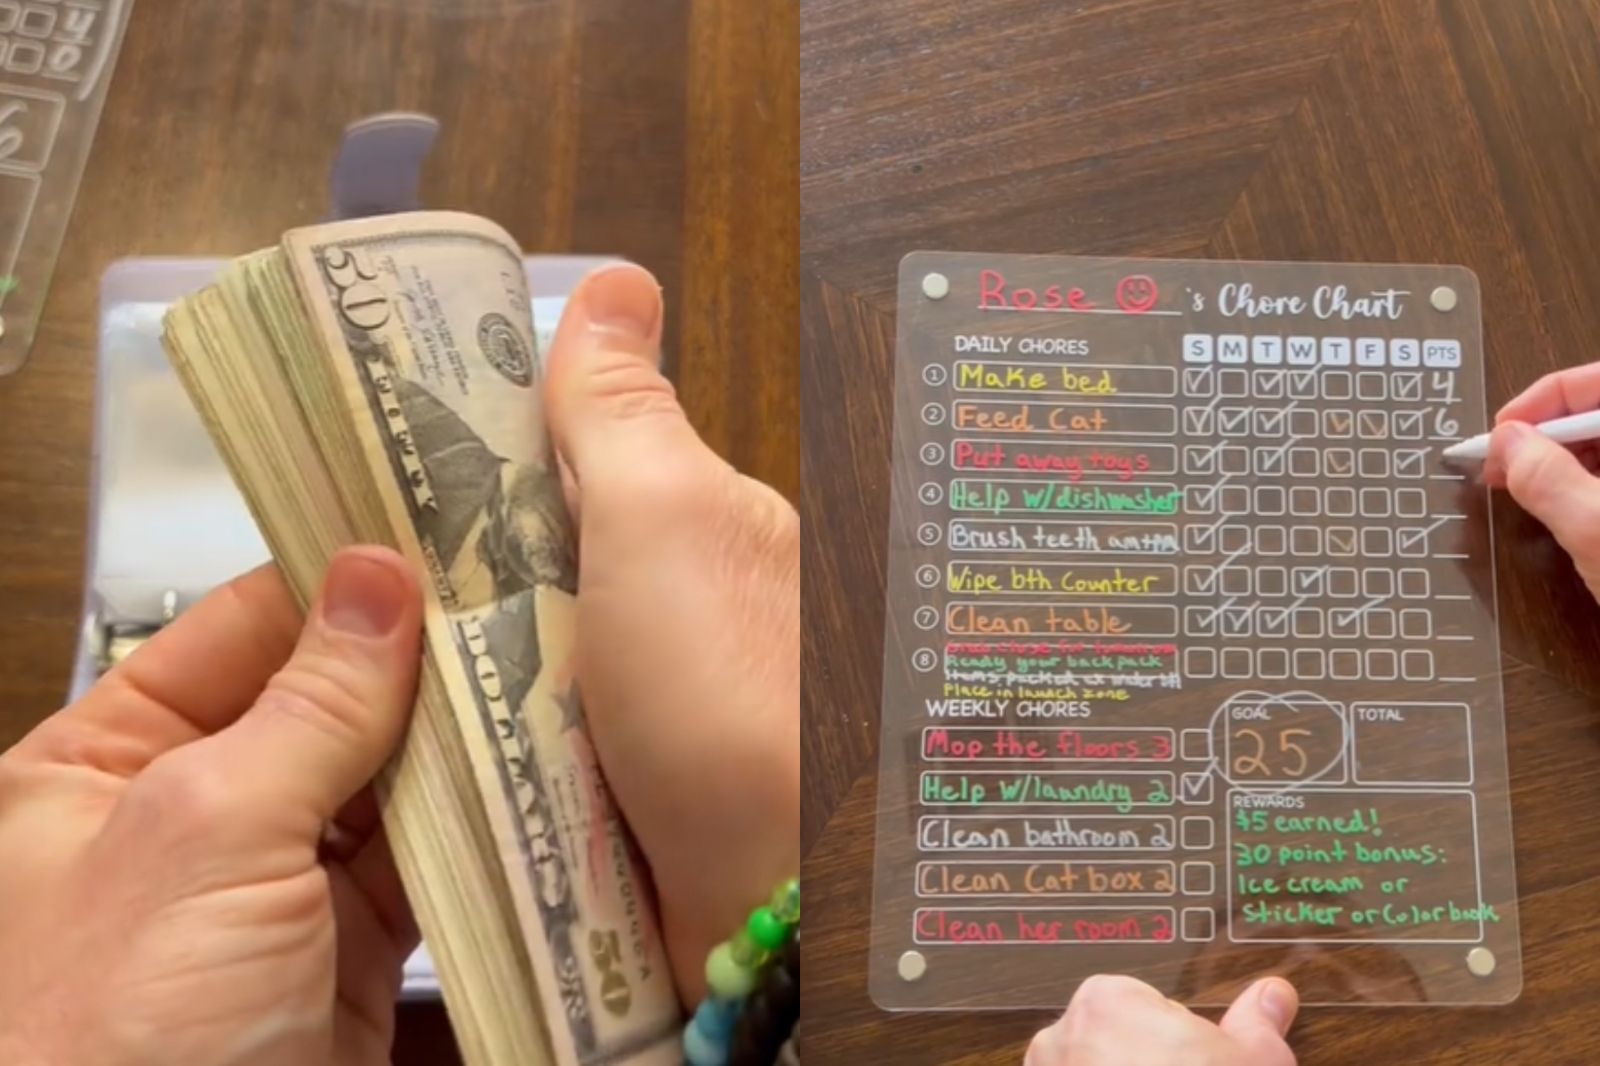 4
0
6
50
50
Rose 's Chore Chart
DAILY CHORES S M T W T F S PTS
1 Make bed 4
2 Feed Cat 6
3 Put away toys
4 Help w/dishwasher
5 Brush teeth am+pm
6 Wipe bth counter
7 Clean table
8
Ready your backpack
Place in launch zone
WEEKLY CHORES
Mop the floors 3
Help w/laundry 2
Clean bathroom 2
Clean Cat box 2
Clean her room 2
GOAL
25
TOTAL
REWARDS
$5 earned!
30 point bonus:
Ice cream or
sticker or Color book